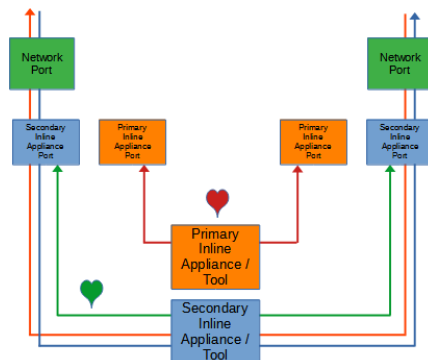 Network
Port
Network
Port
Secondary
Inline
Appliance
Port
Primary
Inline
Appliance
Port
Primary
Inline
Appliance
Port
Secondary
Inline
Appliance
Port
Primary
Inline
Appliance /
Tool
Secondary
Inline
Appliance /
Tool